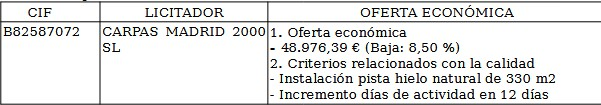 CIF LICITADOR OFERTA ECONÓMICA
B82587072 CARPAS MADRID 2000 SL 1. Oferta económica
- 48.976,39 € (Baja: 8,50 %)
2. Criterios relacionados con la calidad
- Instalación pista hielo natural de 330 m2
- Incremento días de actividad en 12 días